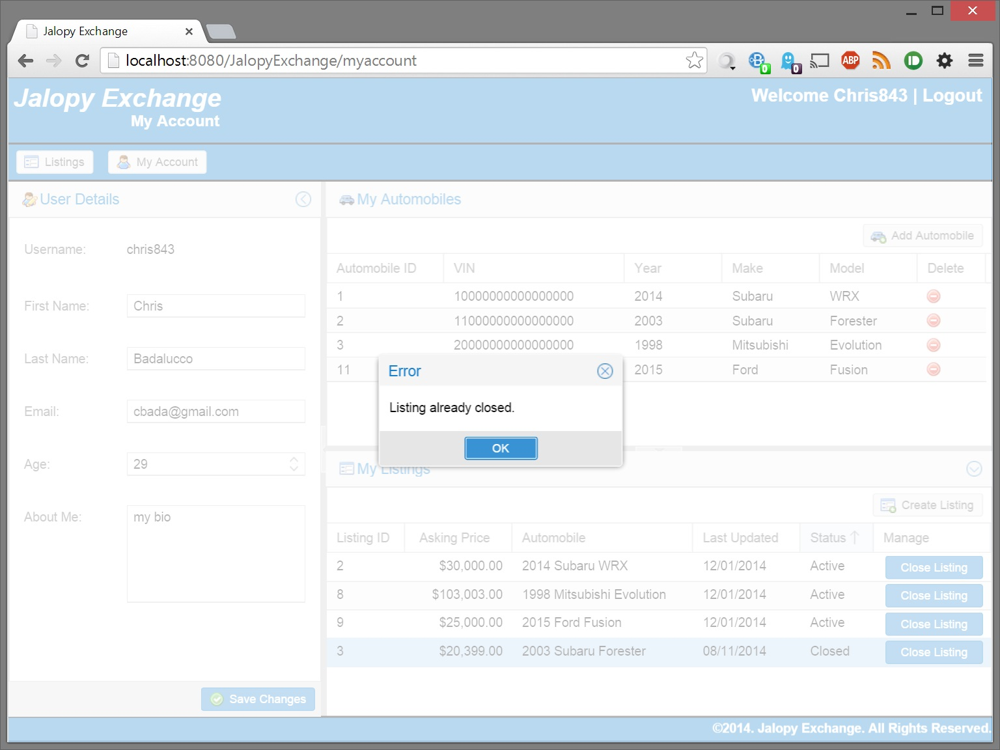 Jalopy Exchange
localhost:8080/JalopyExchange/myaccount
0
0
ABP
Jalopy Exchange
My Account
Welcome Chris843 | Logout
Listings
My Account
User Details
Username: chris843
First Name: Chris
Last Name: Badalucco
Email: cbada@gmail.com
Age: 29
About Me: my bio
Save Changes
My Automobiles
Add Automobile
Automobile ID VIN Year Make Model Delete
1 10000000000000000 2014 Subaru WRX
2 11000000000000000 2003 Subaru Forester
3 20000000000000000 1998 Mitsubishi Evolution
11 2015 Ford Fusion
Error
Listing already closed.
OK
My Listings
Create Listing
Listing ID Asking Price Automobile Last Updated Status Manage
2 $30,000.00 2014 Subaru WRX 12/01/2014 Active Close Listing
8 $103,003.00 1998 Mitsubishi Evolution 12/01/2014 Active Close Listing
9 $25,000.00 2015 Ford Fusion 12/01/2014 Active Close Listing
3 $20,399.00 2003 Subaru Forester 08/11/2014 Closed Close Listing
©2014. Jalopy Exchange. All Rights Reserved.